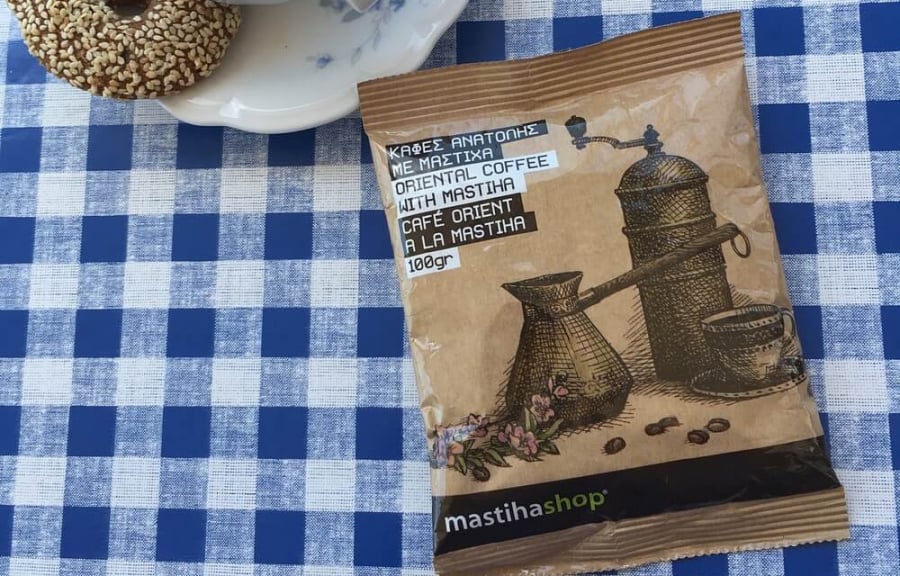 ΚΑΦΕΣ ΑΝΑΤΟΛΗΣ
ΜΕ ΜΑΣΤΙΧΑ
ORIENTAL COFFEE
WITH MASTIHA
CAFÉ ORIENT
A LA MASTIHA
100gr
mastihashop®